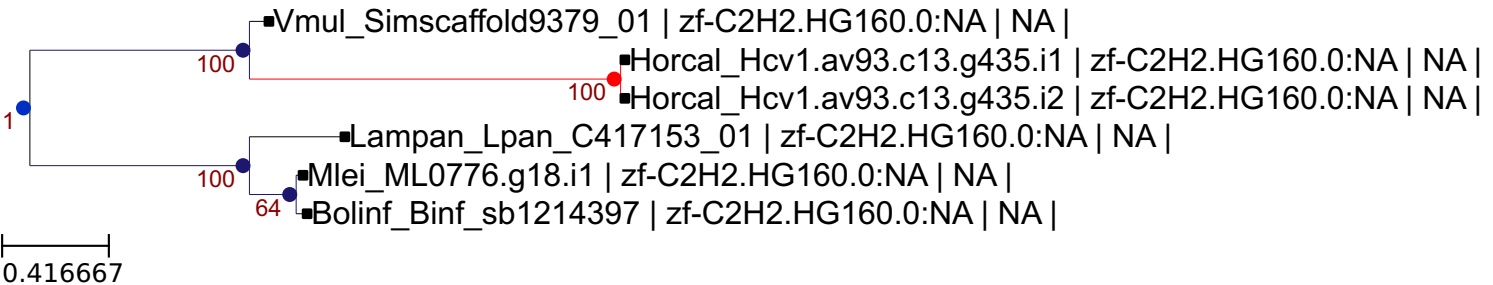 Vmul_Simscaffold9379_01 | zf-C2H2.HG160.0:NA | NA |
100
Horcal_Hcv1.av93.c13.g435.i1 | zf-C2H2.HG160.0:NA | NA |
100
Horcal_Hcv1.av93.c13.g435.i2 | zf-C2H2.HG160.0:NA | NA |
1
Lampan_Lpan_C417153_01 | zf-C2H2.HG160.0:NA | NA |
100
Mlei_ML0776.g18.i1 | zf-C2H2.HG160.0:NA | NA |
64
Bolinf_Binf_sb1214397 | zf-C2H2.HG160.0:NA | NA |
0.416667